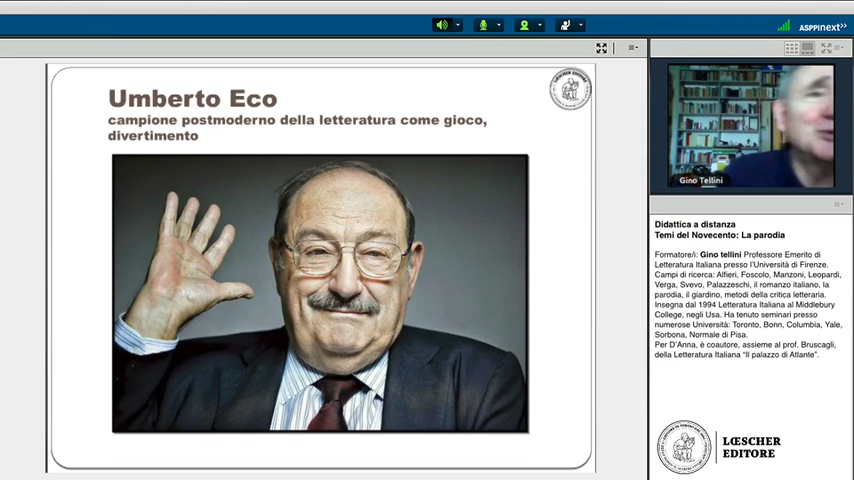 ASPPInext>>
Umberto Eco
campione postmoderno della letteratura come gioco,
divertimento
LOESCHER EDITORE
Gino Tellini
Didattica a distanza
Temi del Novecento: La parodia
Formatore/i: Gino tellini Professore Emerito di
Letteratura Italiana presso l'Università di Firenze.
Campi di ricerca: Alfieri, Foscolo, Manzoni, Leopardi,
Verga, Svevo, Palazzeschi, il romanzo italiano, la
parodia, il giardino, metodi della critica letteraria.
Insegna dal 1994 Letteratura Italiana al Middlebury
College, negli Usa. Ha tenuto seminari presso
numerose Università: Toronto, Bonn, Columbia, Yale,
Sorbona, Normale di Pisa.
Per D'Anna, è coautore, assieme al prof. Bruscagli,
della Letteratura Italiana "Il palazzo di Atlante".
LŒSCHER
EDITORE